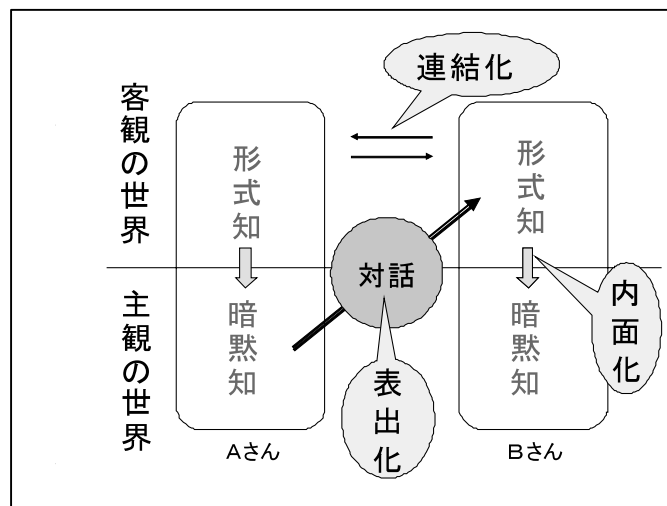 連結化
客観の世界
形式知
形式知
対話
主観の世界
暗黙知
暗黙知
内面化
表出化
Aさん
Bさん